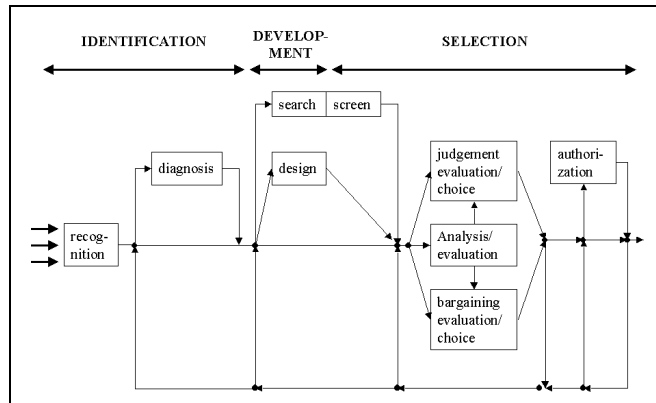 IDENTIFICATION
DEVELOP-
MENT
SELECTION
search
screen
diagnosis
design
judgement
evaluation/
choice
authori-
zation
recog-
nition
Analysis/
evaluation
bargaining
evaluation/
choice